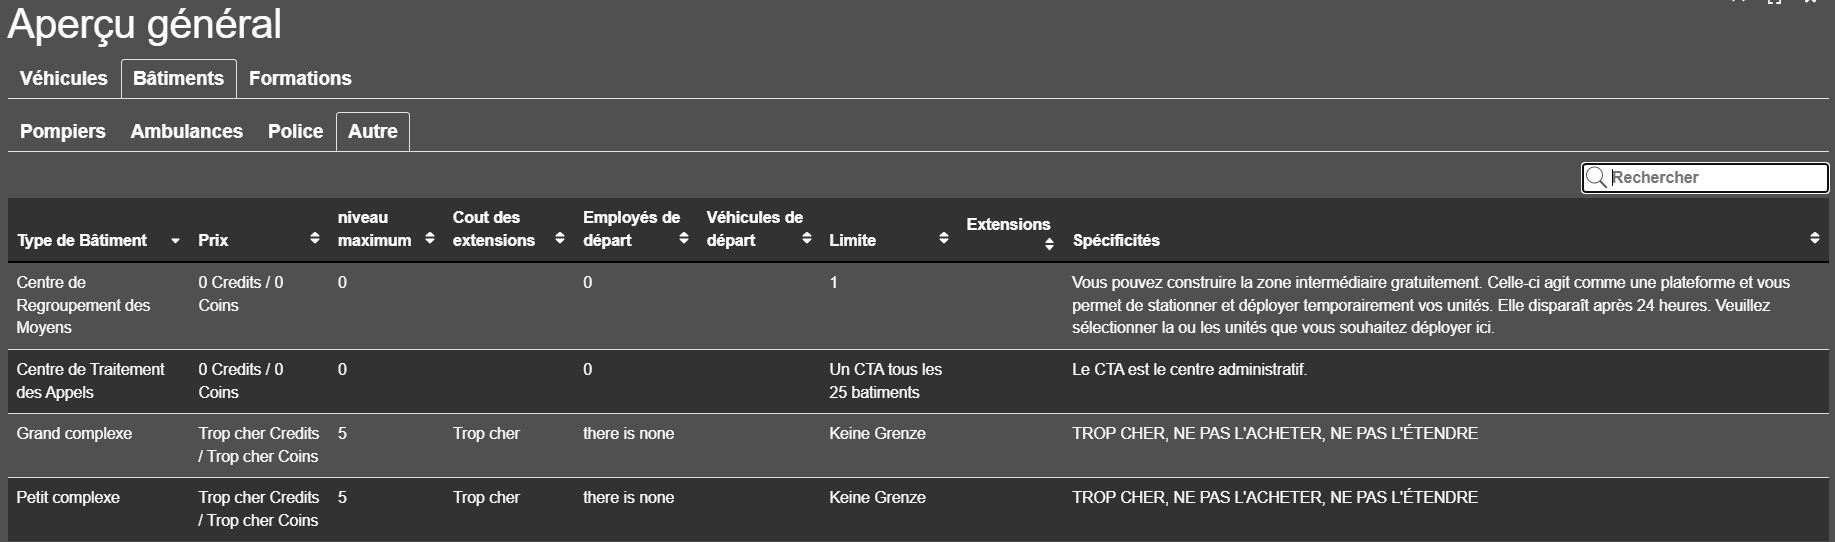 Aperçu général
Véhicules Bâtiments Formations
Pompiers Ambulances Police Autre
Rechercher
Type de Bâtiment Prix niveau maximum Cout des extensions Employés de départ Véhicules de départ Limite Extensions Spécificités
Centre de 0 Credits / 0 0 0 1 Vous pouvez construire la zone intermédiaire gratuitement. Celle-ci agit comme une plateforme et vous
Regroupement des Coins permet de stationner et déployer temporairement vos unités. Elle disparaît après 24 heures. Veuillez
Moyens sélectionner la ou les unités que vous souhaitez déployer ici.
Centre de Traitement 0 Credits / 0 0 0 Un CTA tous les Le CTA est le centre administratif.
des Appels Coins 25 batiments
Grand complexe Trop cher Credits 5 Trop cher there is none Keine Grenze TROP CHER, NE PAS L'ACHETER, NE PAS L'ÉTENDRE
/ Trop cher Coins
Petit complexe Trop cher Credits 5 Trop cher there is none Keine Grenze TROP CHER, NE PAS L'ACHETER, NE PAS L'ÉTENDRE
/ Trop cher Coins